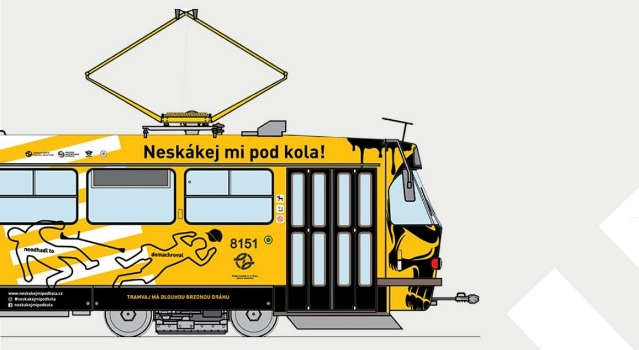 Neskákej mi pod kola!
neodhadl to
domachroval
8151
www.neskakejmipodkola.cz
#neskakejmipodkola
neskakejmipodkola
TRAMVAJ MÁ DLOUHOU BRZDNOU DRÁHU